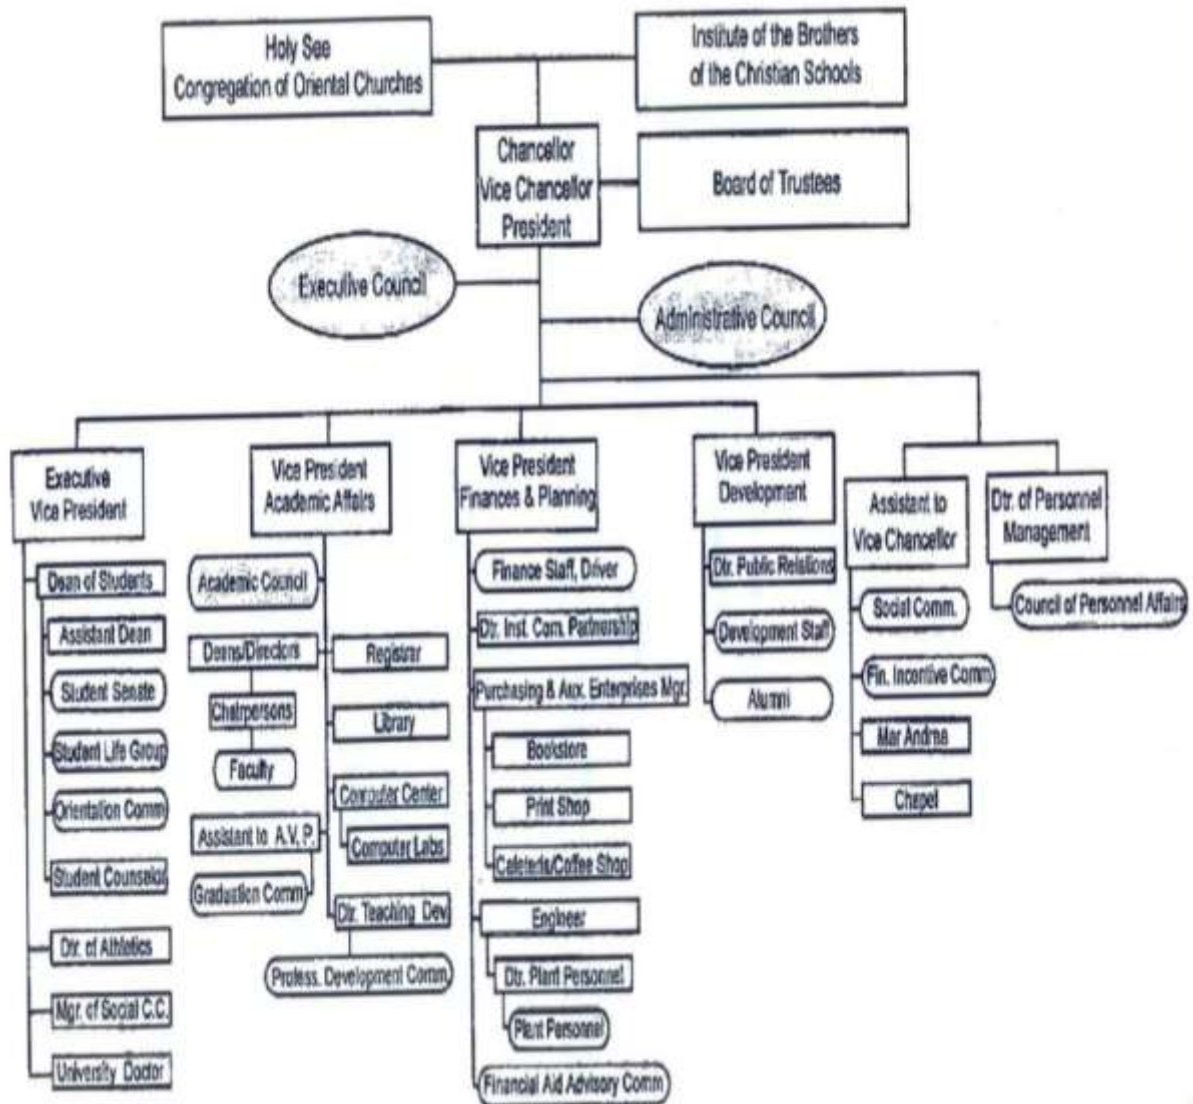 Holy See
Congregation of Oriental Churches
Institute of the Brothers
of the Christian Schools
Chancellor
Vice Chancellor
President
Board of Trustees
Executive Council
Administrative Council
Executive
Vice President
Dean of Students
Assistant Dean
Student Senate
Student Life Group
Orientation Comm
Student Counselor
Dtr. of Athletics
Mgr. of Social C.C.
University Doctor
Vice President
Academic Affairs
Academic Council
Deans/Directors
Chairpersons
Faculty
Assistant to A.V.P.
Graduation Comm
Registrar
Library
Computer Center
Computer Labs
Dtr. Teaching Dev
Profess. Development Comm.
Vice President
Finances & Planning
Finance Staff, Driver
Dtr. Inst. Com. Partnership
Purchasing & Aux. Enterprises Mgr.
Bookstore
Print Shop
Cafeteria/Coffee Shop
Engineer
Dtr. Plant Personnel
Plant Personnel
Financial Aid Advisory Comm
Vice President
Development
Dtr. Public Relations
Development Staff
Alumni
Assistant to
Vice Chancellor
Social Comm.
Fin. Incentive Comm.
Mar Andrea
Chapel
Dtr. of Personnel
Management
Council of Personnel Affairs